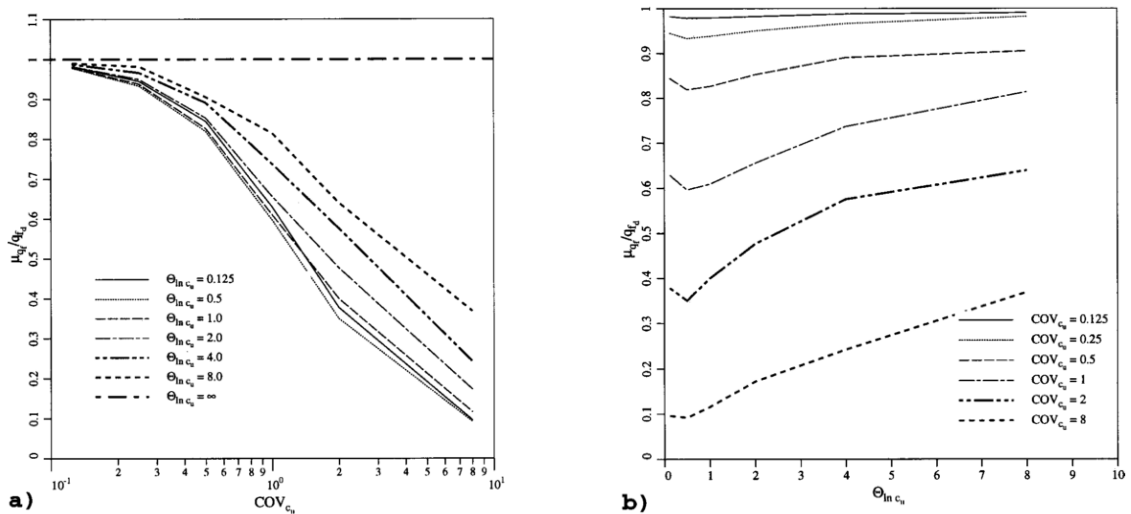 μqf/qfd
1.1
1
0.9
0.8
0.7
0.6
0.5
0.4
0.3
0.2
0.1
0
Θln cu = 0.125
Θln cu = 0.5
Θln cu = 1.0
Θln cu = 2.0
Θln cu = 4.0
Θln cu = 8.0
Θln cu = ∞
10-1 2 3 4 5 6 7 8 9 100 2 3 4 5 6 7 8 9 101
COVcu
a)
μqf/qfd
1
0.9
0.8
0.7
0.6
0.5
0.4
0.3
0.2
0.1
0
COVcu = 0.125
COVcu = 0.25
COVcu = 0.5
COVcu = 1
COVcu = 2
COVcu = 8
0 1 2 3 4 5 6 7 8 9 10
Θln cu
b)